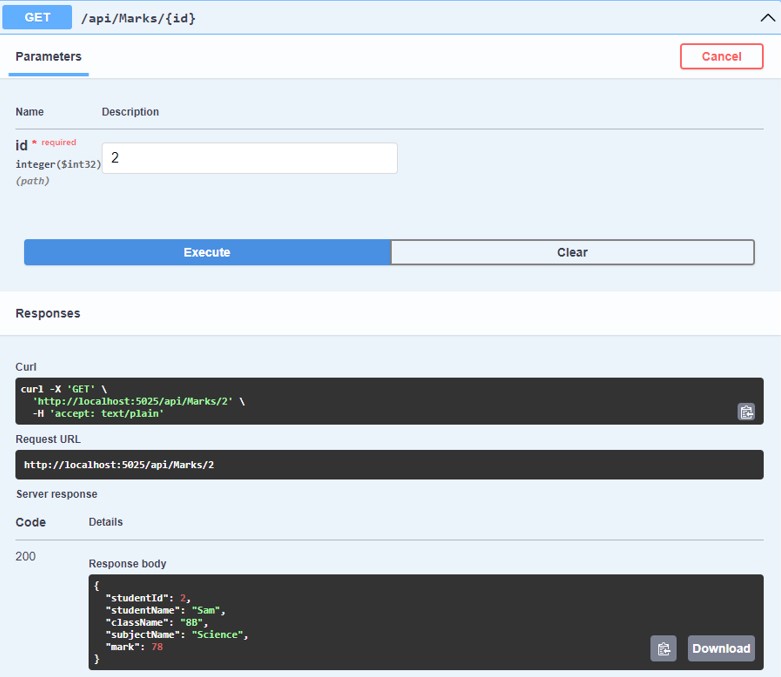 GET /api/Marks/{id}
Parameters
Cancel
Name Description
id * required
integer($int32)
(path)
2
Execute Clear
Responses
Curl
curl -X 'GET' \
'http://localhost:5025/api/Marks/2' \
-H 'accept: text/plain'
Request URL
http://localhost:5025/api/Marks/2
Server response
Code Details
200
Response body
{
"studentId": 2,
"studentName": "Sam",
"className": "8B",
"subjectName": "Science",
"mark": 78
}
Download